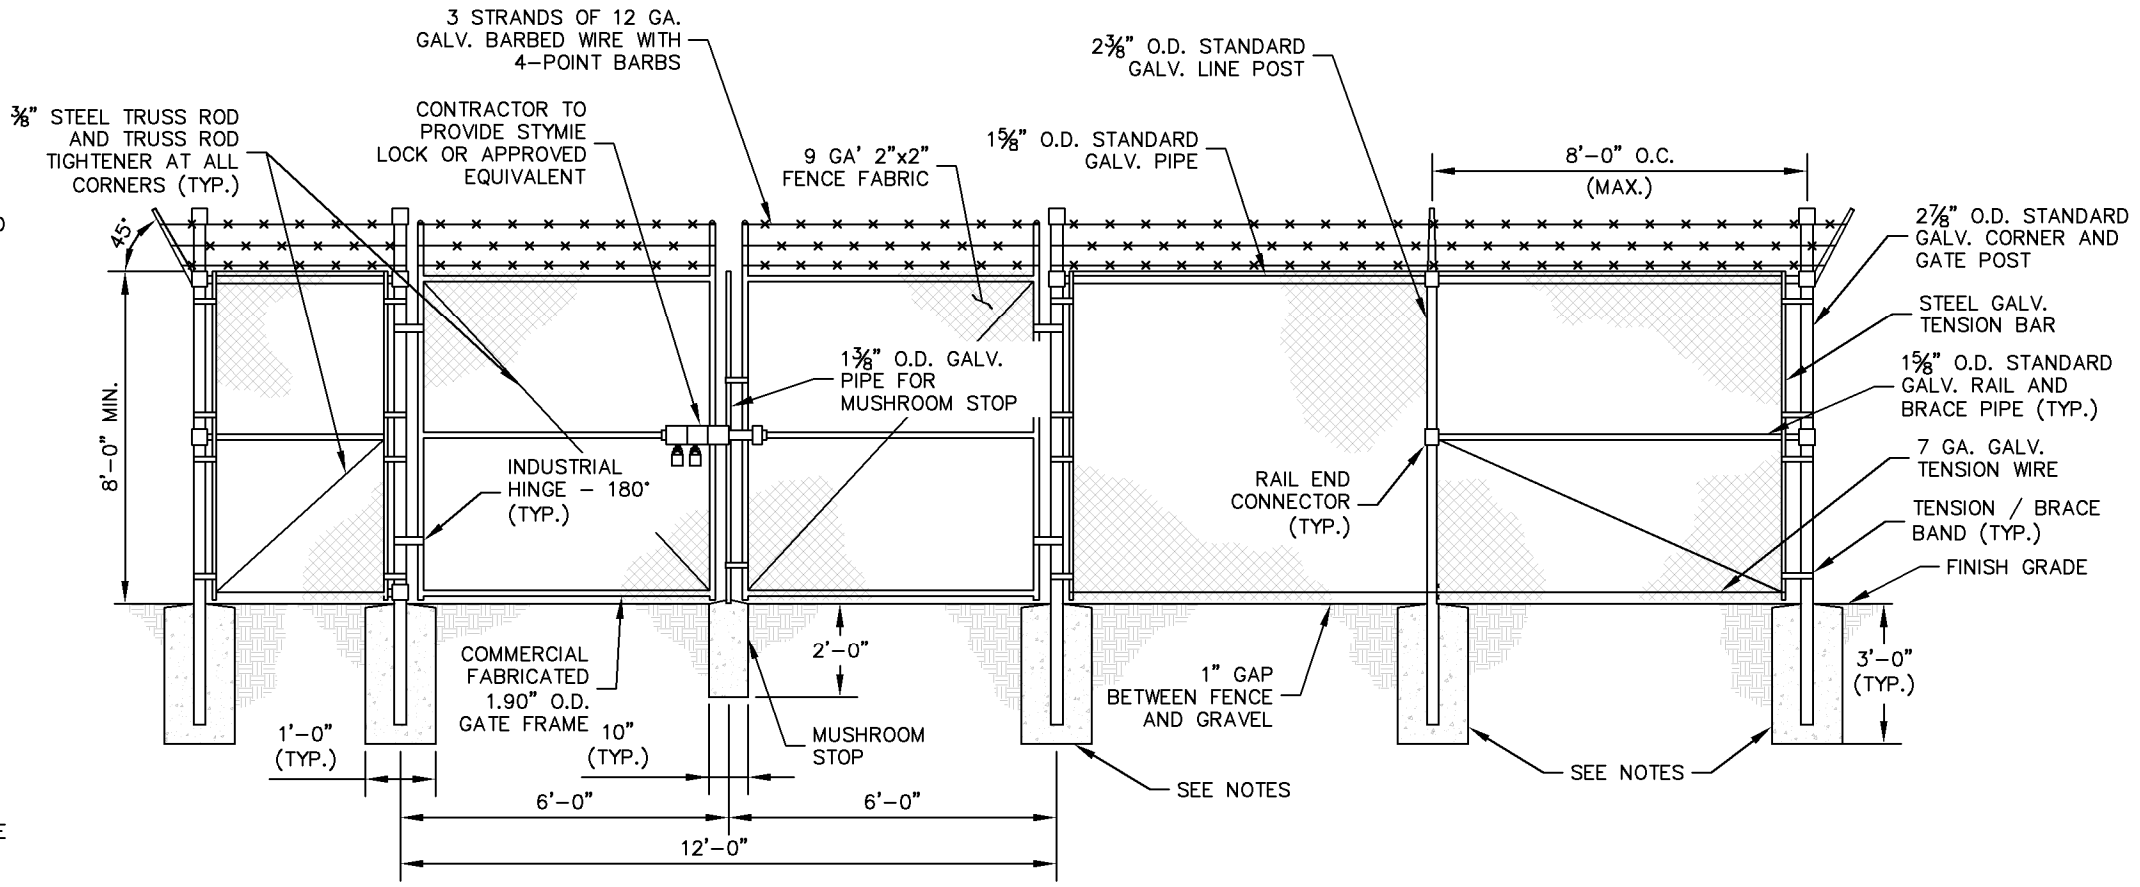 3 STRANDS OF 12 GA.
GALV. BARBED WIRE WITH
4-POINT BARBS
2⅜" O.D. STANDARD
GALV. LINE POST
⅜" STEEL TRUSS ROD
AND TRUSS ROD
TIGHTENER AT ALL
CORNERS (TYP.)
CONTRACTOR TO
PROVIDE STYMIE
LOCK OR APPROVED
EQUIVALENT
9 GA' 2"x2"
FENCE FABRIC
1⅝" O.D. STANDARD
GALV. PIPE
8'-0" O.C.
(MAX.)
45°
2⅞" O.D. STANDARD
GALV. CORNER AND
GATE POST
STEEL GALV.
TENSION BAR
1⅝" O.D. STANDARD
GALV. RAIL AND
BRACE PIPE (TYP.)
7 GA. GALV.
TENSION WIRE
TENSION / BRACE
BAND (TYP.)
FINISH GRADE
8'-0" MIN.
1⅜" O.D. GALV.
PIPE FOR
MUSHROOM STOP
INDUSTRIAL
HINGE - 180°
(TYP.)
RAIL END
CONNECTOR
(TYP.)
COMMERCIAL
FABRICATED
1.90" O.D.
GATE FRAME
2'-0"
1" GAP
BETWEEN FENCE
AND GRAVEL
3'-0"
(TYP.)
1'-0"
(TYP.)
10"
(TYP.)
MUSHROOM
STOP
SEE NOTES
SEE NOTES
6'-0"
6'-0"
12'-0"